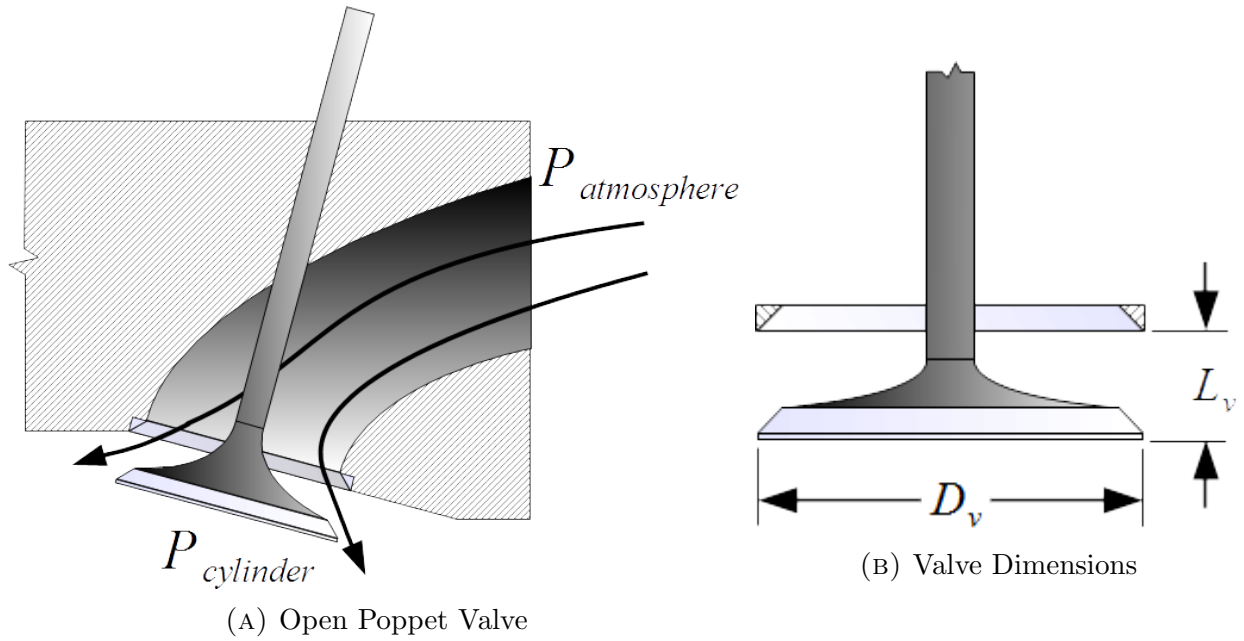 P atmosphere
P cylinder
(A) Open Poppet Valve
L v
D v
(B) Valve Dimensions